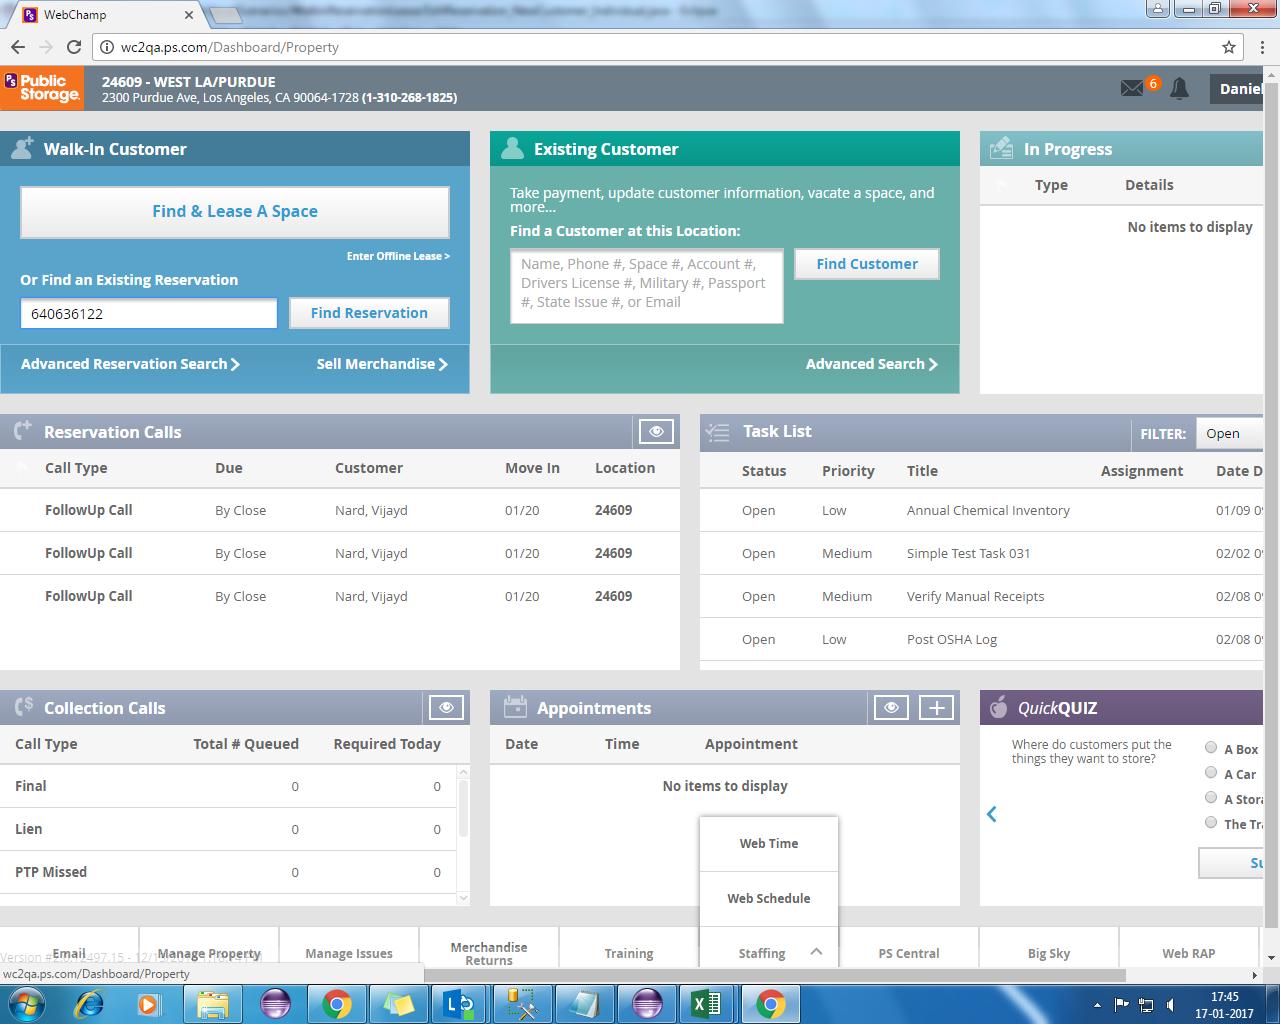 WebChamp
wc2qa.ps.com/Dashboard/Property
PS Public Storage.
24609 - WEST LA/PURDUE
2300 Purdue Ave, Los Angeles, CA 90064-1728 (1-310-268-1825)
6
Daniel
Walk-In Customer
Find & Lease A Space
Enter Offline Lease >
Or Find an Existing Reservation
640636122
Find Reservation
Advanced Reservation Search
Sell Merchandise
Existing Customer
Take payment, update customer information, vacate a space, and
more...
Find a Customer at this Location:
Name, Phone #, Space #, Account #,
Drivers License #, Military #, Passport
#, State Issue #, or Email
Find Customer
Advanced Search
In Progress
Type Details
No items to display
Reservation Calls
Call Type Due Customer Move In Location
FollowUp Call By Close Nard, Vijayd 01/20 24609
FollowUp Call By Close Nard, Vijayd 01/20 24609
FollowUp Call By Close Nard, Vijayd 01/20 24609
Task List
FILTER: Open
Status Priority Title Assignment Date D
Open Low Annual Chemical Inventory 01/09
Open Medium Simple Test Task 031 02/02
Open Medium Verify Manual Receipts 02/08
Open Low Post OSHA Log 02/08
Collection Calls
Call Type Total # Queued Required Today
Final 0 0
Lien 0 0
PTP Missed 0 0
Appointments
Date Time Appointment
No items to display
QuickQUIZ
Where do customers put the
things they want to store?
A Box
A Car
A Stor
The Tr
Su
Web Time
Web Schedule
Email
Manage Property
Manage Issues
Merchandise
Returns
Training
Staffing
PS Central
Big Sky
Web RAP
wc2qa.ps.com/Dashboard/Property
17:45
17-01-2017